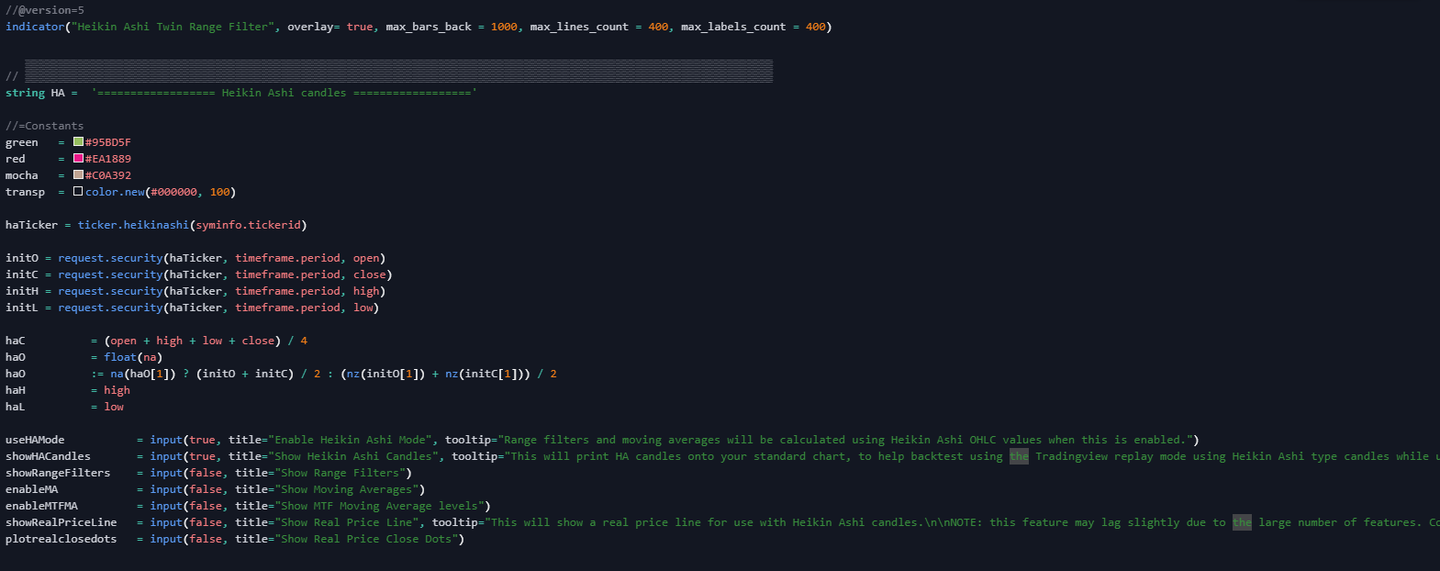 //@version=5
indicator("Heikin Ashi Twin Range Filter", overlay= true, max_bars_back = 1000, max_lines_count = 400, max_labels_count = 400)
//
string HA =  '================== Heikin Ashi candles =================='
//=Constants
green   = #95BD5F
red     = #EA1889
mocha   = #C0A392
transp  = color.new(#000000, 100)
haTicker = ticker.heikinashi(syminfo.tickerid)
initO = request.security(haTicker, timeframe.period, open)
initC = request.security(haTicker, timeframe.period, close)
initH = request.security(haTicker, timeframe.period, high)
initL = request.security(haTicker, timeframe.period, low)
haC          = (open + high + low + close) / 4
haO          = float(na)
haO          := na(haO[1]) ? (initO + initC) / 2 : (nz(initO[1]) + nz(initC[1])) / 2
haH          = high
haL          = low
useHAMode           = input(true, title="Enable Heikin Ashi Mode", tooltip="Range filters and moving averages will be calculated using Heikin Ashi OHLC values when this is enabled.")
showHACandles       = input(true, title="Show Heikin Ashi Candles", tooltip="This will print HA candles onto your standard chart, to help backtest using the Tradingview replay mode using Heikin Ashi type candles while u
showRangeFilters    = input(false, title="Show Range Filters")
enableMA            = input(false, title="Show Moving Averages")
enableMTFMA         = input(false, title="Show MTF Moving Average levels")
showRealPriceLine   = input(false, title="Show Real Price Line", tooltip="This will show a real price line for use with Heikin Ashi candles.\n\nNOTE: this feature may lag slightly due to the large number of features. Co
plotrealclosedots   = input(false, title="Show Real Price Close Dots")